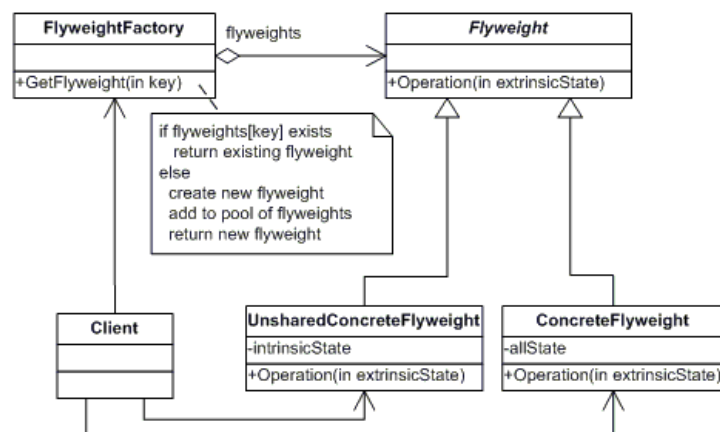 FlyweightFactory
+GetFlyweight(in key)
flyweights
Flyweight
+Operation(in extrinsicState)
if flyweights[key] exists
return existing flyweight
else
create new flyweight
add to pool of flyweights
return new flyweight
Client
UnsharedConcreteFlyweight
-intrinsicState
+Operation(in extrinsicState)
ConcreteFlyweight
-allState
+Operation(in extrinsicState)